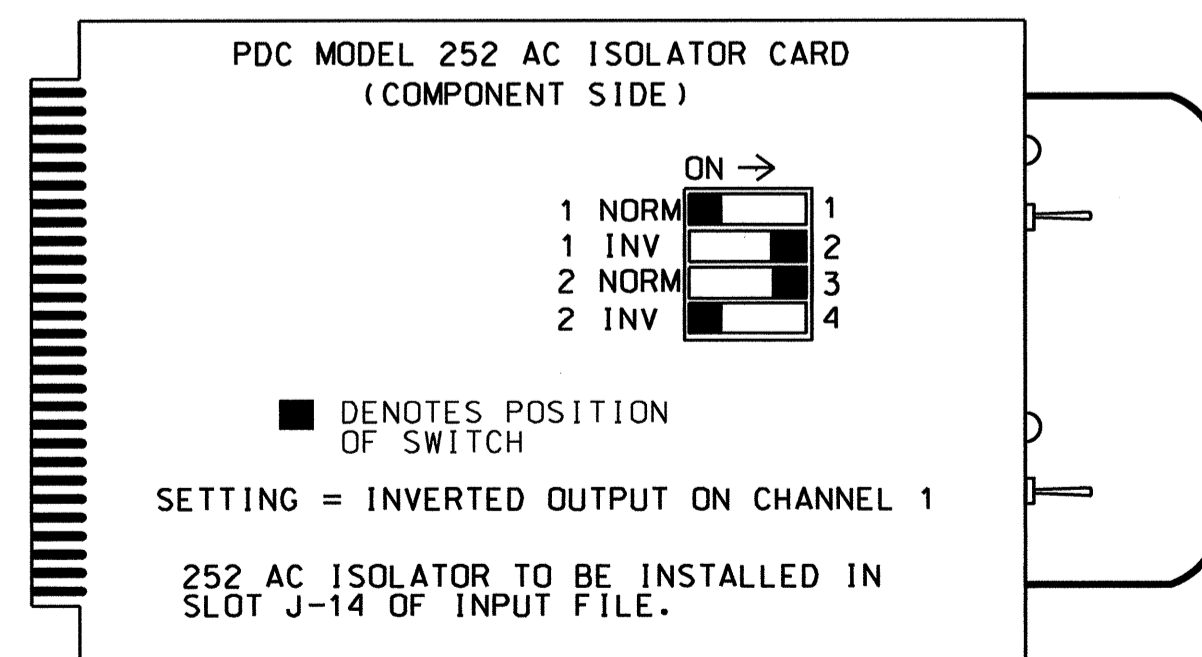 PDC MODEL 252 AC ISOLATOR CARD
(COMPONENT SIDE)
ON →
1 NORM 1
1 INV 2
2 NORM 3
2 INV 4
DENOTES POSITION
OF SWITCH
SETTING = INVERTED OUTPUT ON CHANNEL 1
252 AC ISOLATOR TO BE INSTALLED IN
SLOT J-14 OF INPUT FILE.